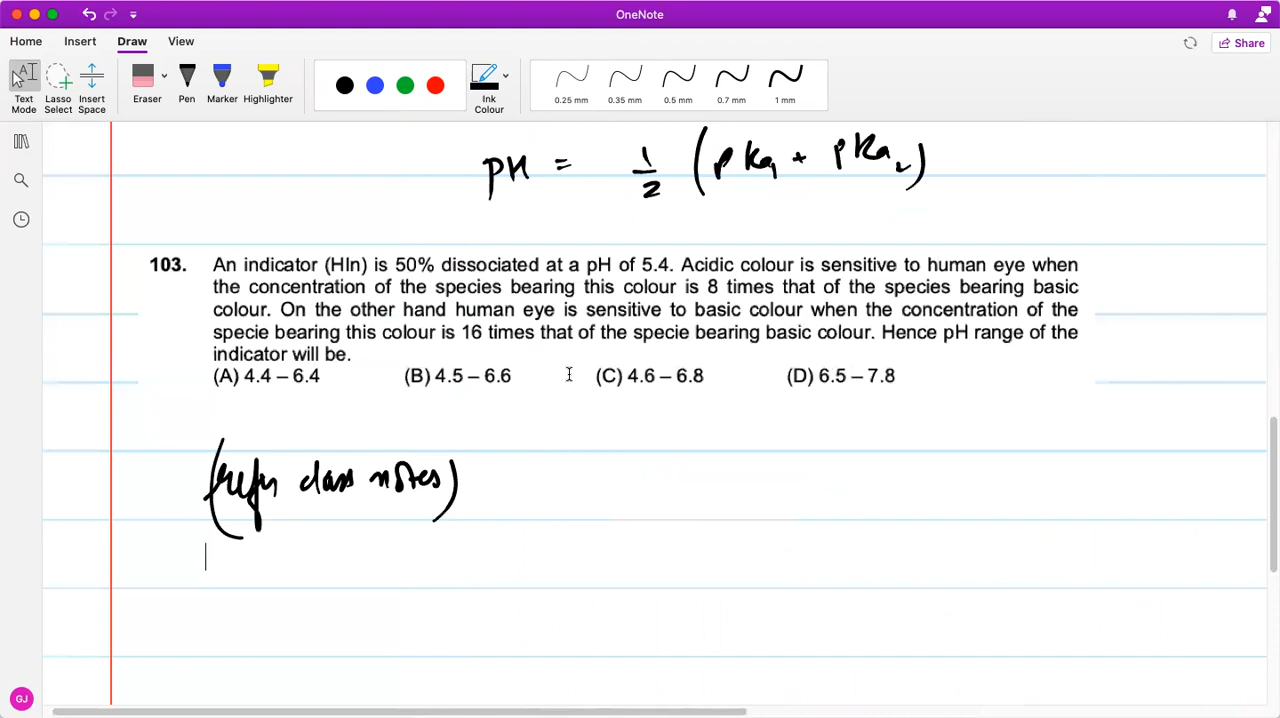 OneNote
Home Insert Draw View
Share
Text Mode
Lasso Select
Insert Space
Eraser
Pen
Marker
Highlighter
Ink Colour
0.25 mm
0.35 mm
0.5 mm
0.7 mm
1 mm
pH = 1/2 (pKa1 + pKa2)
103. An indicator (HIn) is 50% dissociated at a pH of 5.4. Acidic colour is sensitive to human eye when
the concentration of the species bearing this colour is 8 times that of the species bearing basic
colour. On the other hand human eye is sensitive to basic colour when the concentration of the
specie bearing this colour is 16 times that of the specie bearing basic colour. Hence pH range of the
indicator will be.
(A) 4.4 – 6.4 (B) 4.5 – 6.6 (C) 4.6 – 6.8 (D) 6.5 – 7.8
(refer class notes)
GJ